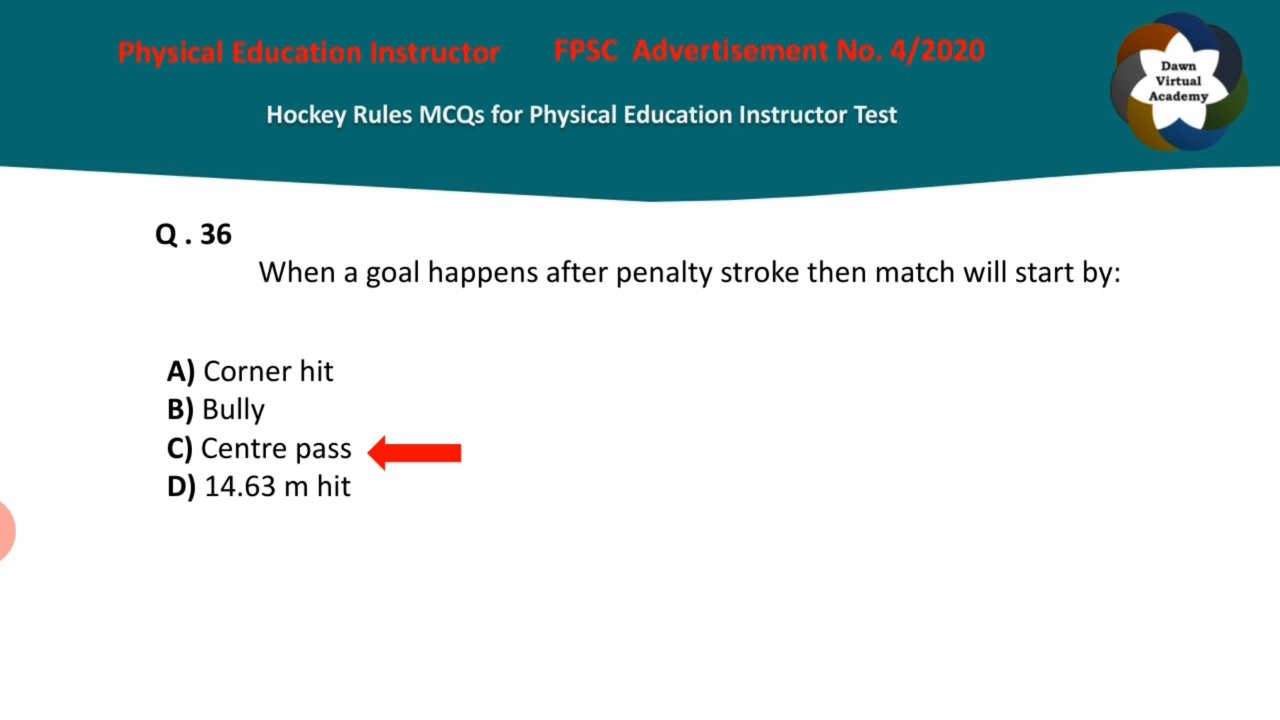 Physical Education Instructor FPSC Advertisement No. 4/2020
Dawn
Virtual
Academy
Hockey Rules MCQs for Physical Education Instructor Test
Q . 36
When a goal happens after penalty stroke then match will start by:
A) Corner hit
B) Bully
C) Centre pass
D) 14.63 m hit